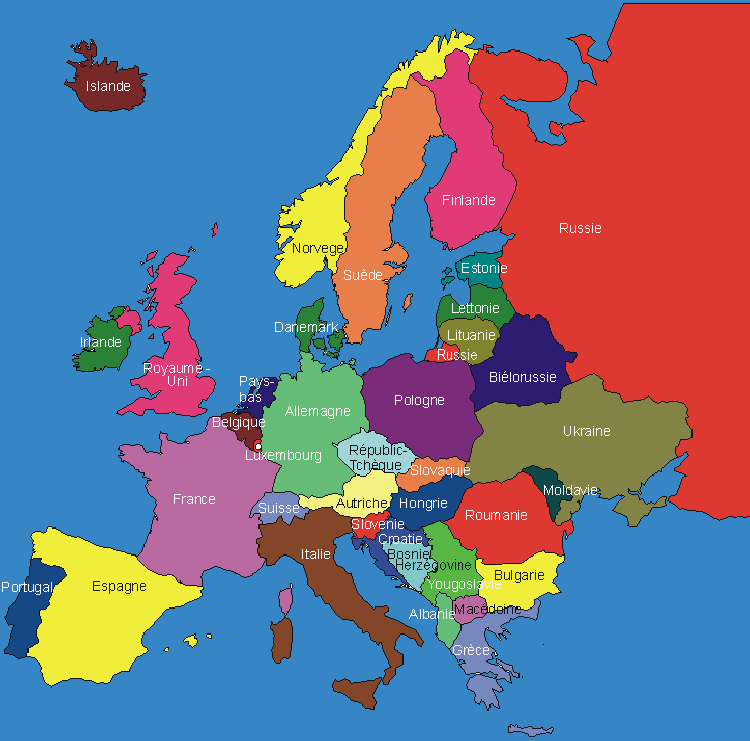 Islande
Finlande
Russie
Norvege
Suède
Estonie
Lettonie
Danemark
Lituanie
Irlande
Russie
Royaume -
Uni
Biélorussie
Pays-
bas
Pologne
Allemagne
Belgique
Ukraine
Républic-
Tchèque
Luxembourg
Slovaquie
Moldavie
France
Suisse
Autriche
Hongrie
Roumanie
Slovenie
Croatie
Italie
Bosnie
Herzégovine
Bulgarie
Portugal
Espagne
Yougoslavie
Macédoine
Albanie
Grèce